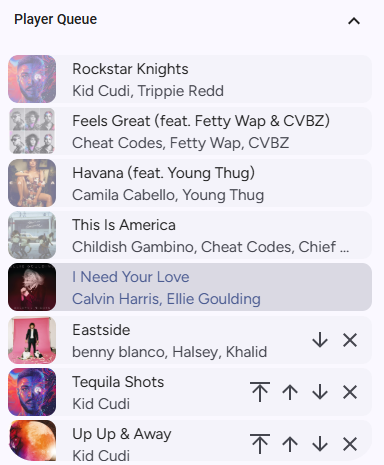 Player Queue
Rockstar Knights
Kid Cudi, Trippie Redd
Feels Great (feat. Fetty Wap & CVBZ)
Cheat Codes, Fetty Wap, CVBZ
Havana (feat. Young Thug)
Camila Cabello, Young Thug
This Is America
Childish Gambino, Cheat Codes, Chief ...
I Need Your Love
Calvin Harris, Ellie Goulding
Eastside
benny blanco, Halsey, Khalid
Tequila Shots
Kid Cudi
Up Up & Away
Kid Cudi